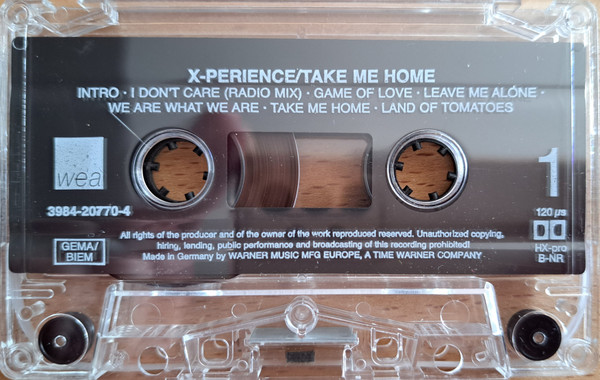 X-PERIENCE/TAKE ME HOME
INTRO · I DON'T CARE (RADIO MIX) · GAME OF LOVE · LEAVE ME ALONE ·
WE ARE WHAT WE ARE · TAKE ME HOME · LAND OF TOMATOES
wea
1
3984-20770-4
120 µs
All rights of the producer and of the owner of the work reproduced reserved. Unauthorized copying,
hiring, lending, public performance and broadcasting of this recording prohibited!
Made in Germany by WARNER MUSIC MFG EUROPE, A TIME WARNER COMPANY
GEMA/
BIEM
HX-pro
B-NR